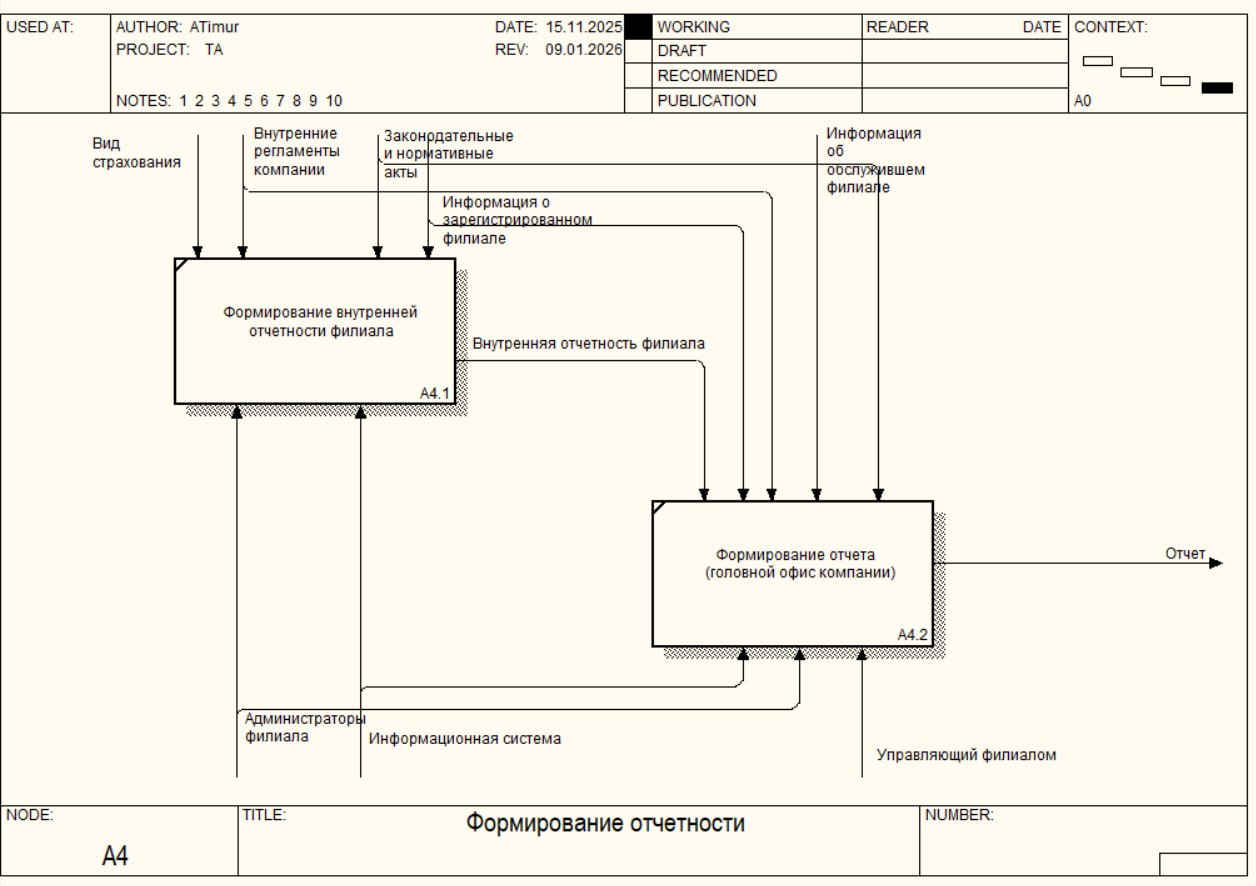 USED AT:
AUTHOR: ATimur
DATE: 15.11.2025
PROJECT: TA
REV: 09.01.2026
NOTES: 1 2 3 4 5 6 7 8 9 10
WORKING
DRAFT
RECOMMENDED
PUBLICATION
READER
DATE
CONTEXT:
A0
Вид
страхования
Внутренние
регламенты
компании
Законодательные
и нормативные
акты
Информация о
зарегистрированном
филиале
Информация
об
обслужившем
филиале
Формирование внутренней
отчетности филиала
A4.1
Внутренняя отчетность филиала
Формирование отчета
(головной офис компании)
A4.2
Отчет
Администраторы
филиала
Информационная система
Управляющий филиалом
NODE:
A4
TITLE:
Формирование отчетности
NUMBER: